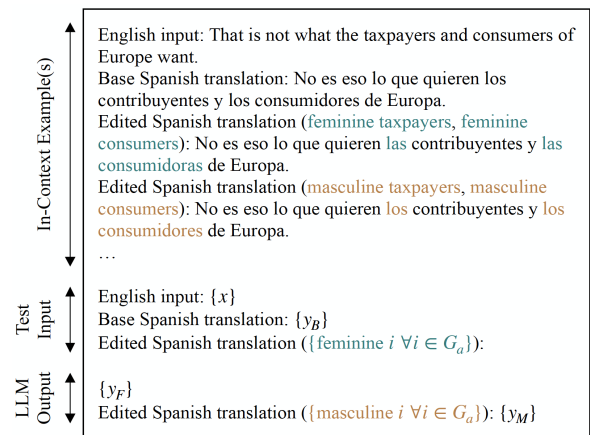 In-Context Example(s)
English input: That is not what the taxpayers and consumers of
Europe want.
Base Spanish translation: No es eso lo que quieren los
contribuyentes y los consumidores de Europa.
Edited Spanish translation (feminine taxpayers, feminine
consumers): No es eso lo que quieren las contribuyentes y las
consumidoras de Europa.
Edited Spanish translation (masculine taxpayers, masculine
consumers): No es eso lo que quieren los contribuyentes y los
consumidores de Europa.
…
Test
Input
English input: {x}
Base Spanish translation: {y_B}
Edited Spanish translation ({feminine i ∀i ∈ G_a}):
LLM
Output
{y_F}
Edited Spanish translation ({masculine i ∀i ∈ G_a}): {y_M}